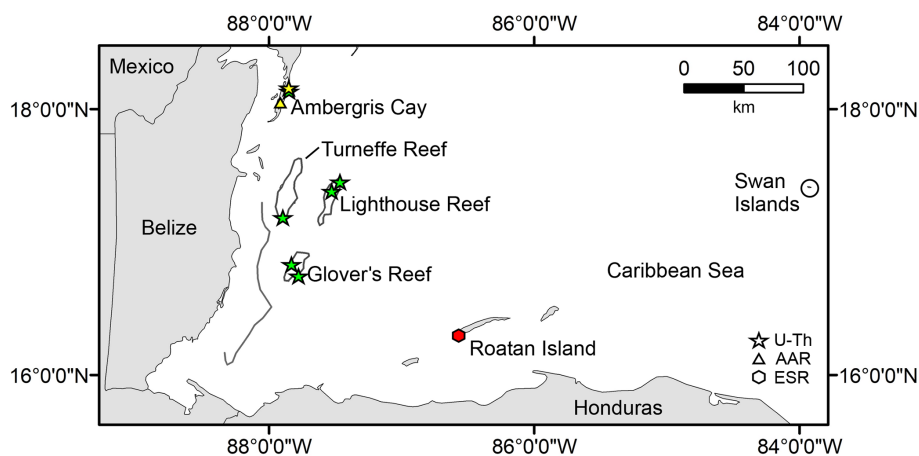 88°0'0"W 86°0'0"W 84°0'0"W
Mexico
0 50 100
km
18°0'0"N 18°0'0"N
Ambergris Cay
Turneffe Reef
Swan
Islands
Lighthouse Reef
Belize
Glover's Reef
Caribbean Sea
Roatan Island
U-Th
AAR
ESR
16°0'0"N 16°0'0"N
Honduras
88°0'0"W 86°0'0"W 84°0'0"W